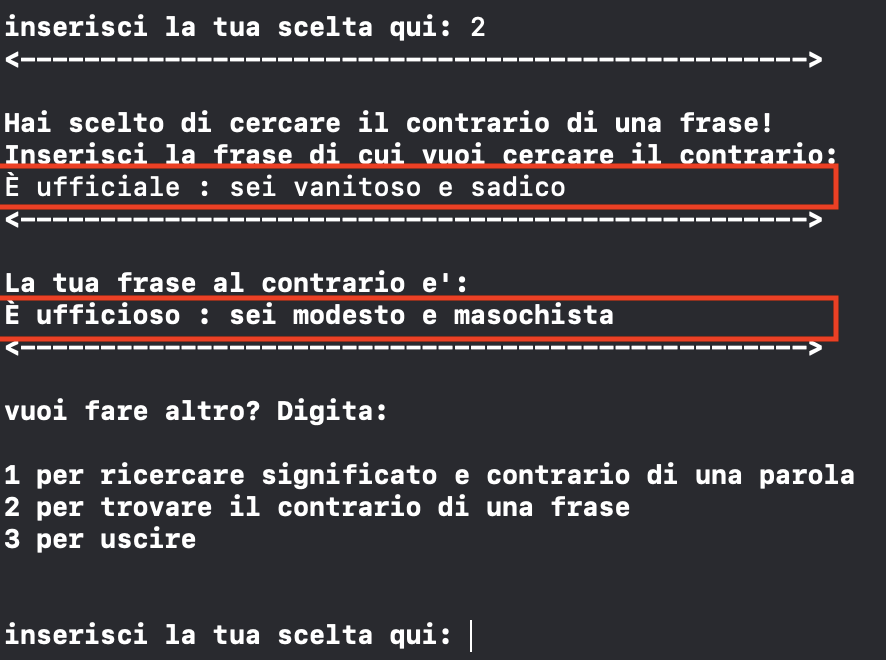 inserisci la tua scelta qui: 2
<------------------------------------------------->
Hai scelto di cercare il contrario di una frase!
Inserisci la frase di cui vuoi cercare il contrario:
È ufficiale : sei vanitoso e sadico
<------------------------------------------------->
La tua frase al contrario e':
È ufficioso : sei modesto e masochista
<------------------------------------------------->
vuoi fare altro? Digita:
1 per ricercare significato e contrario di una parola
2 per trovare il contrario di una frase
3 per uscire
inserisci la tua scelta qui: